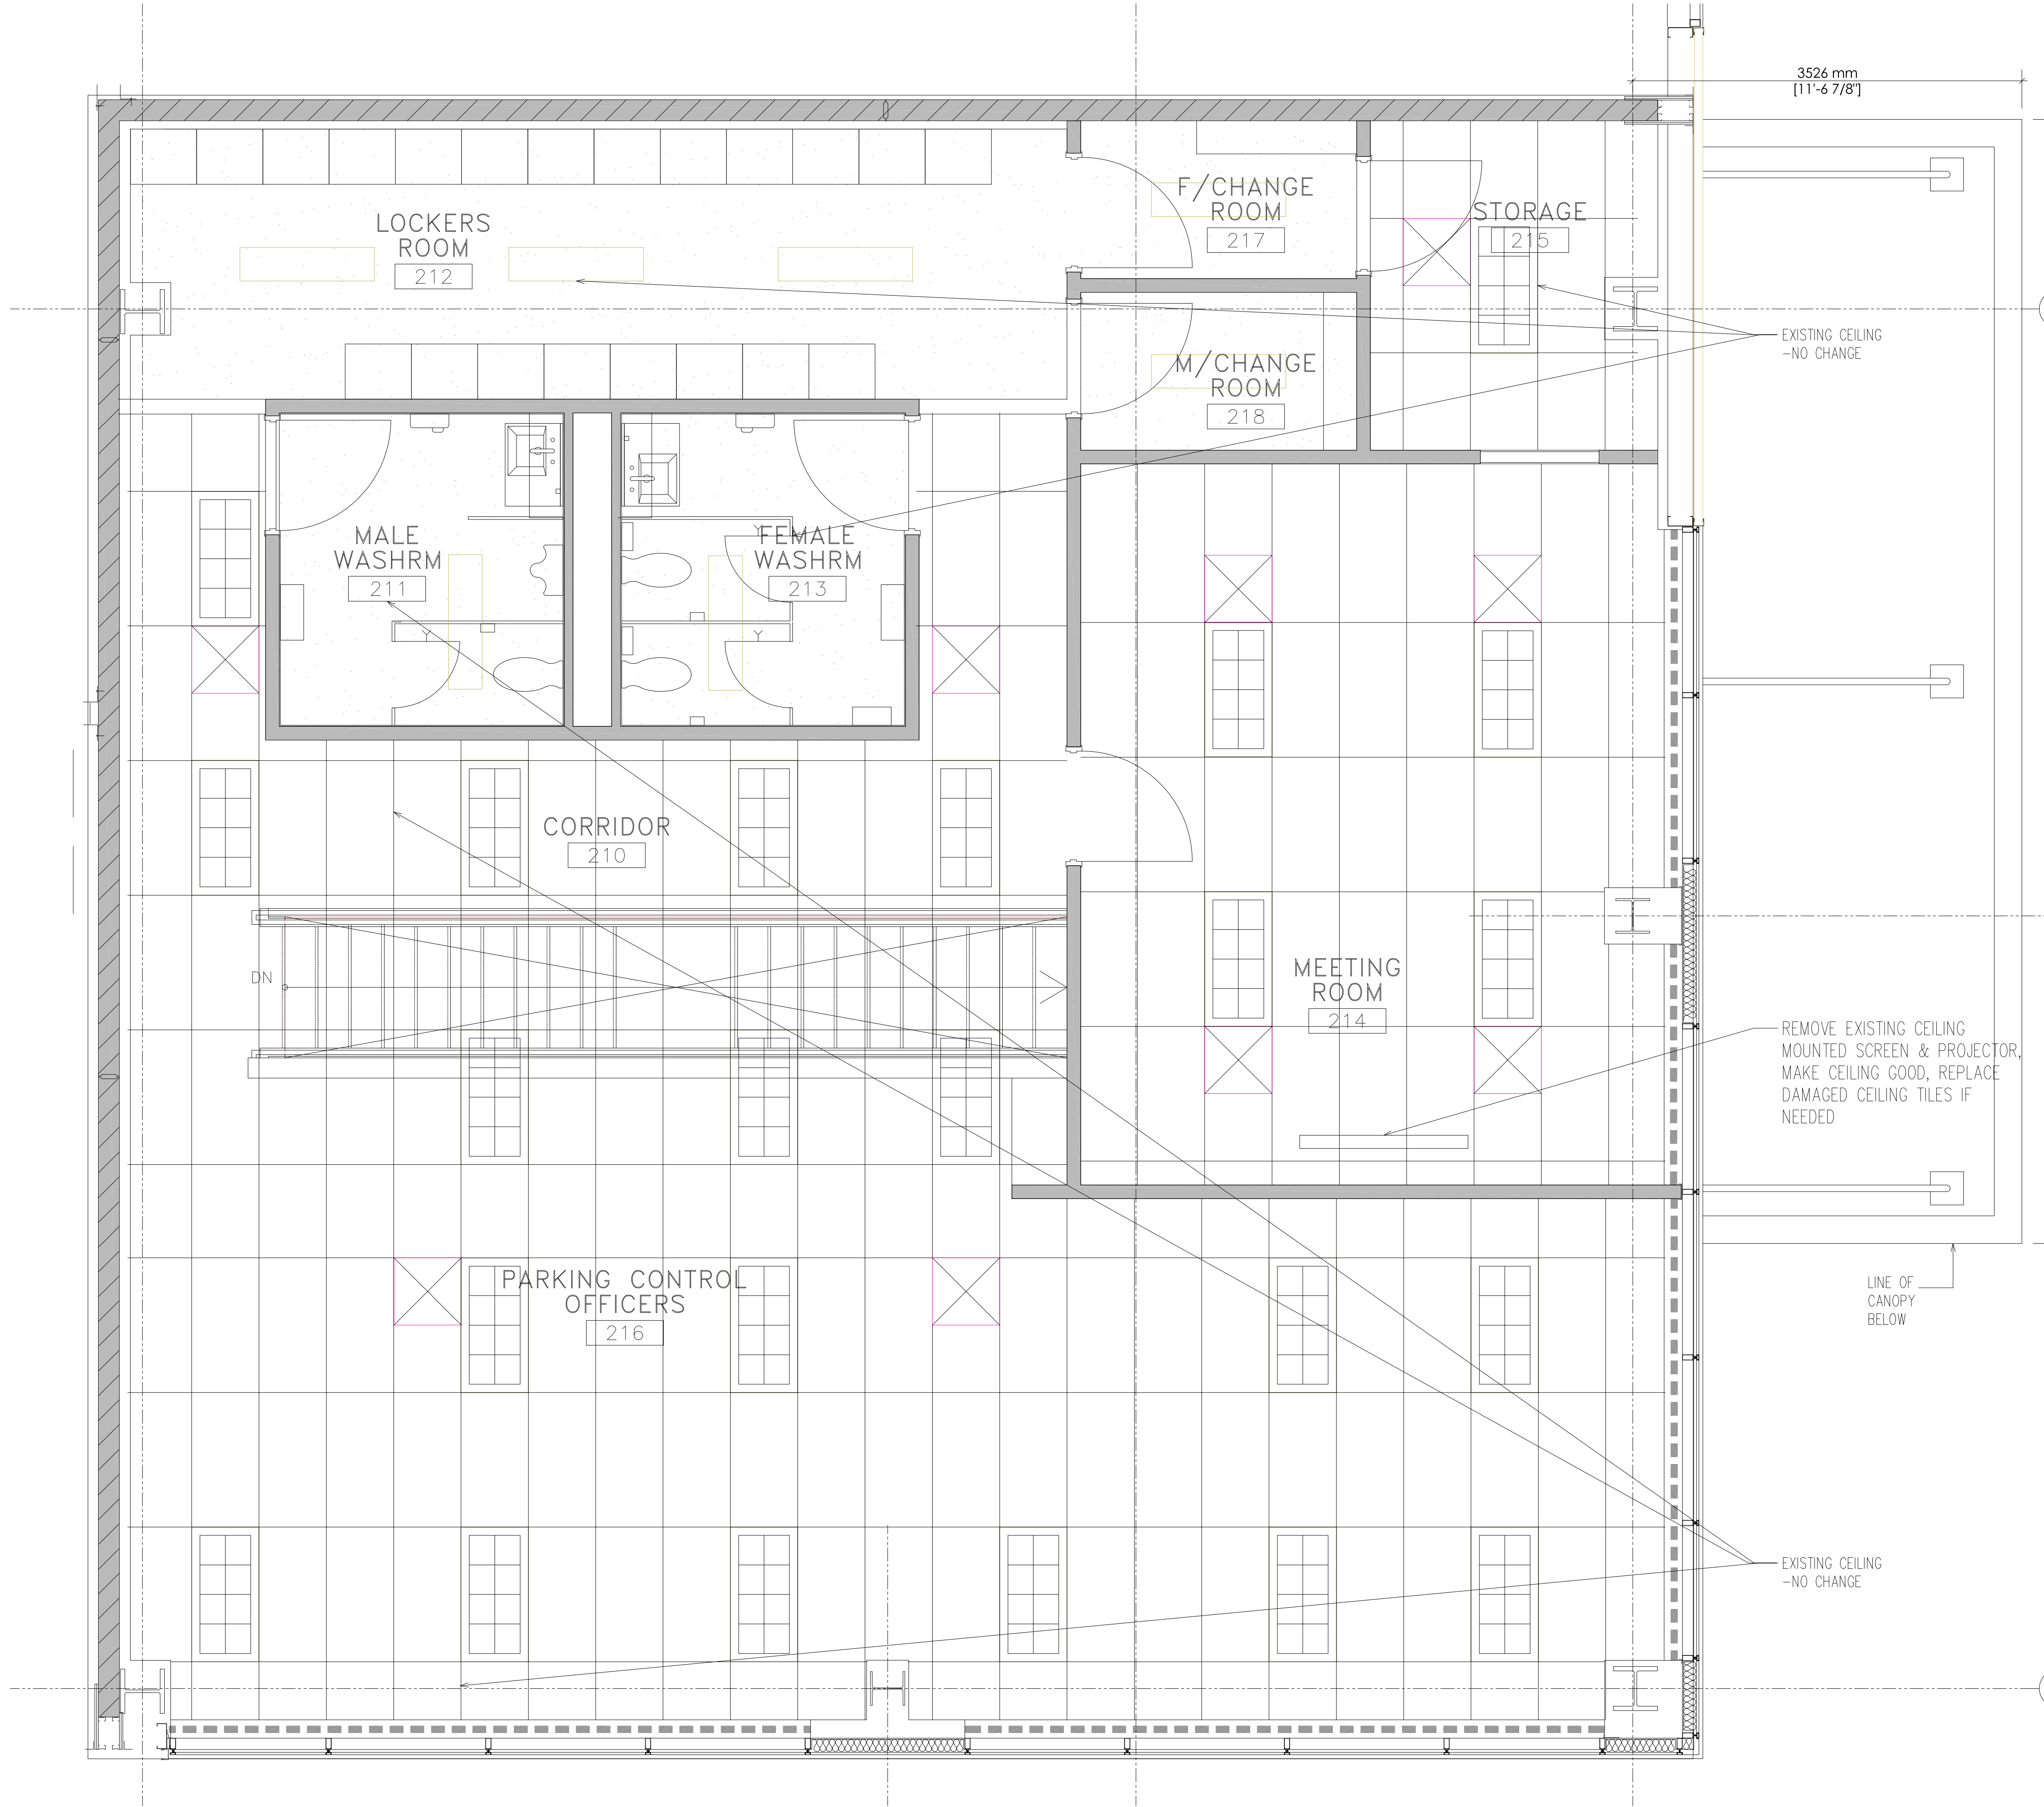 3526 mm
[11'-6 7/8"]
F/CHANGE
ROOM
217
STORAGE
215
LOCKERS
ROOM
212
EXISTING CEILING
-NO CHANGE
M/CHANGE
ROOM
218
MALE
WASHRM
211
FEMALE
WASHRM
213
CORRIDOR
210
DN
MEETING
ROOM
214
REMOVE EXISTING CEILING
MOUNTED SCREEN & PROJECTOR,
MAKE CEILING GOOD, REPLACE
DAMAGED CEILING TILES IF
NEEDED
PARKING CONTROL
OFFICERS
216
LINE OF
CANOPY
BELOW
EXISTING CEILING
-NO CHANGE